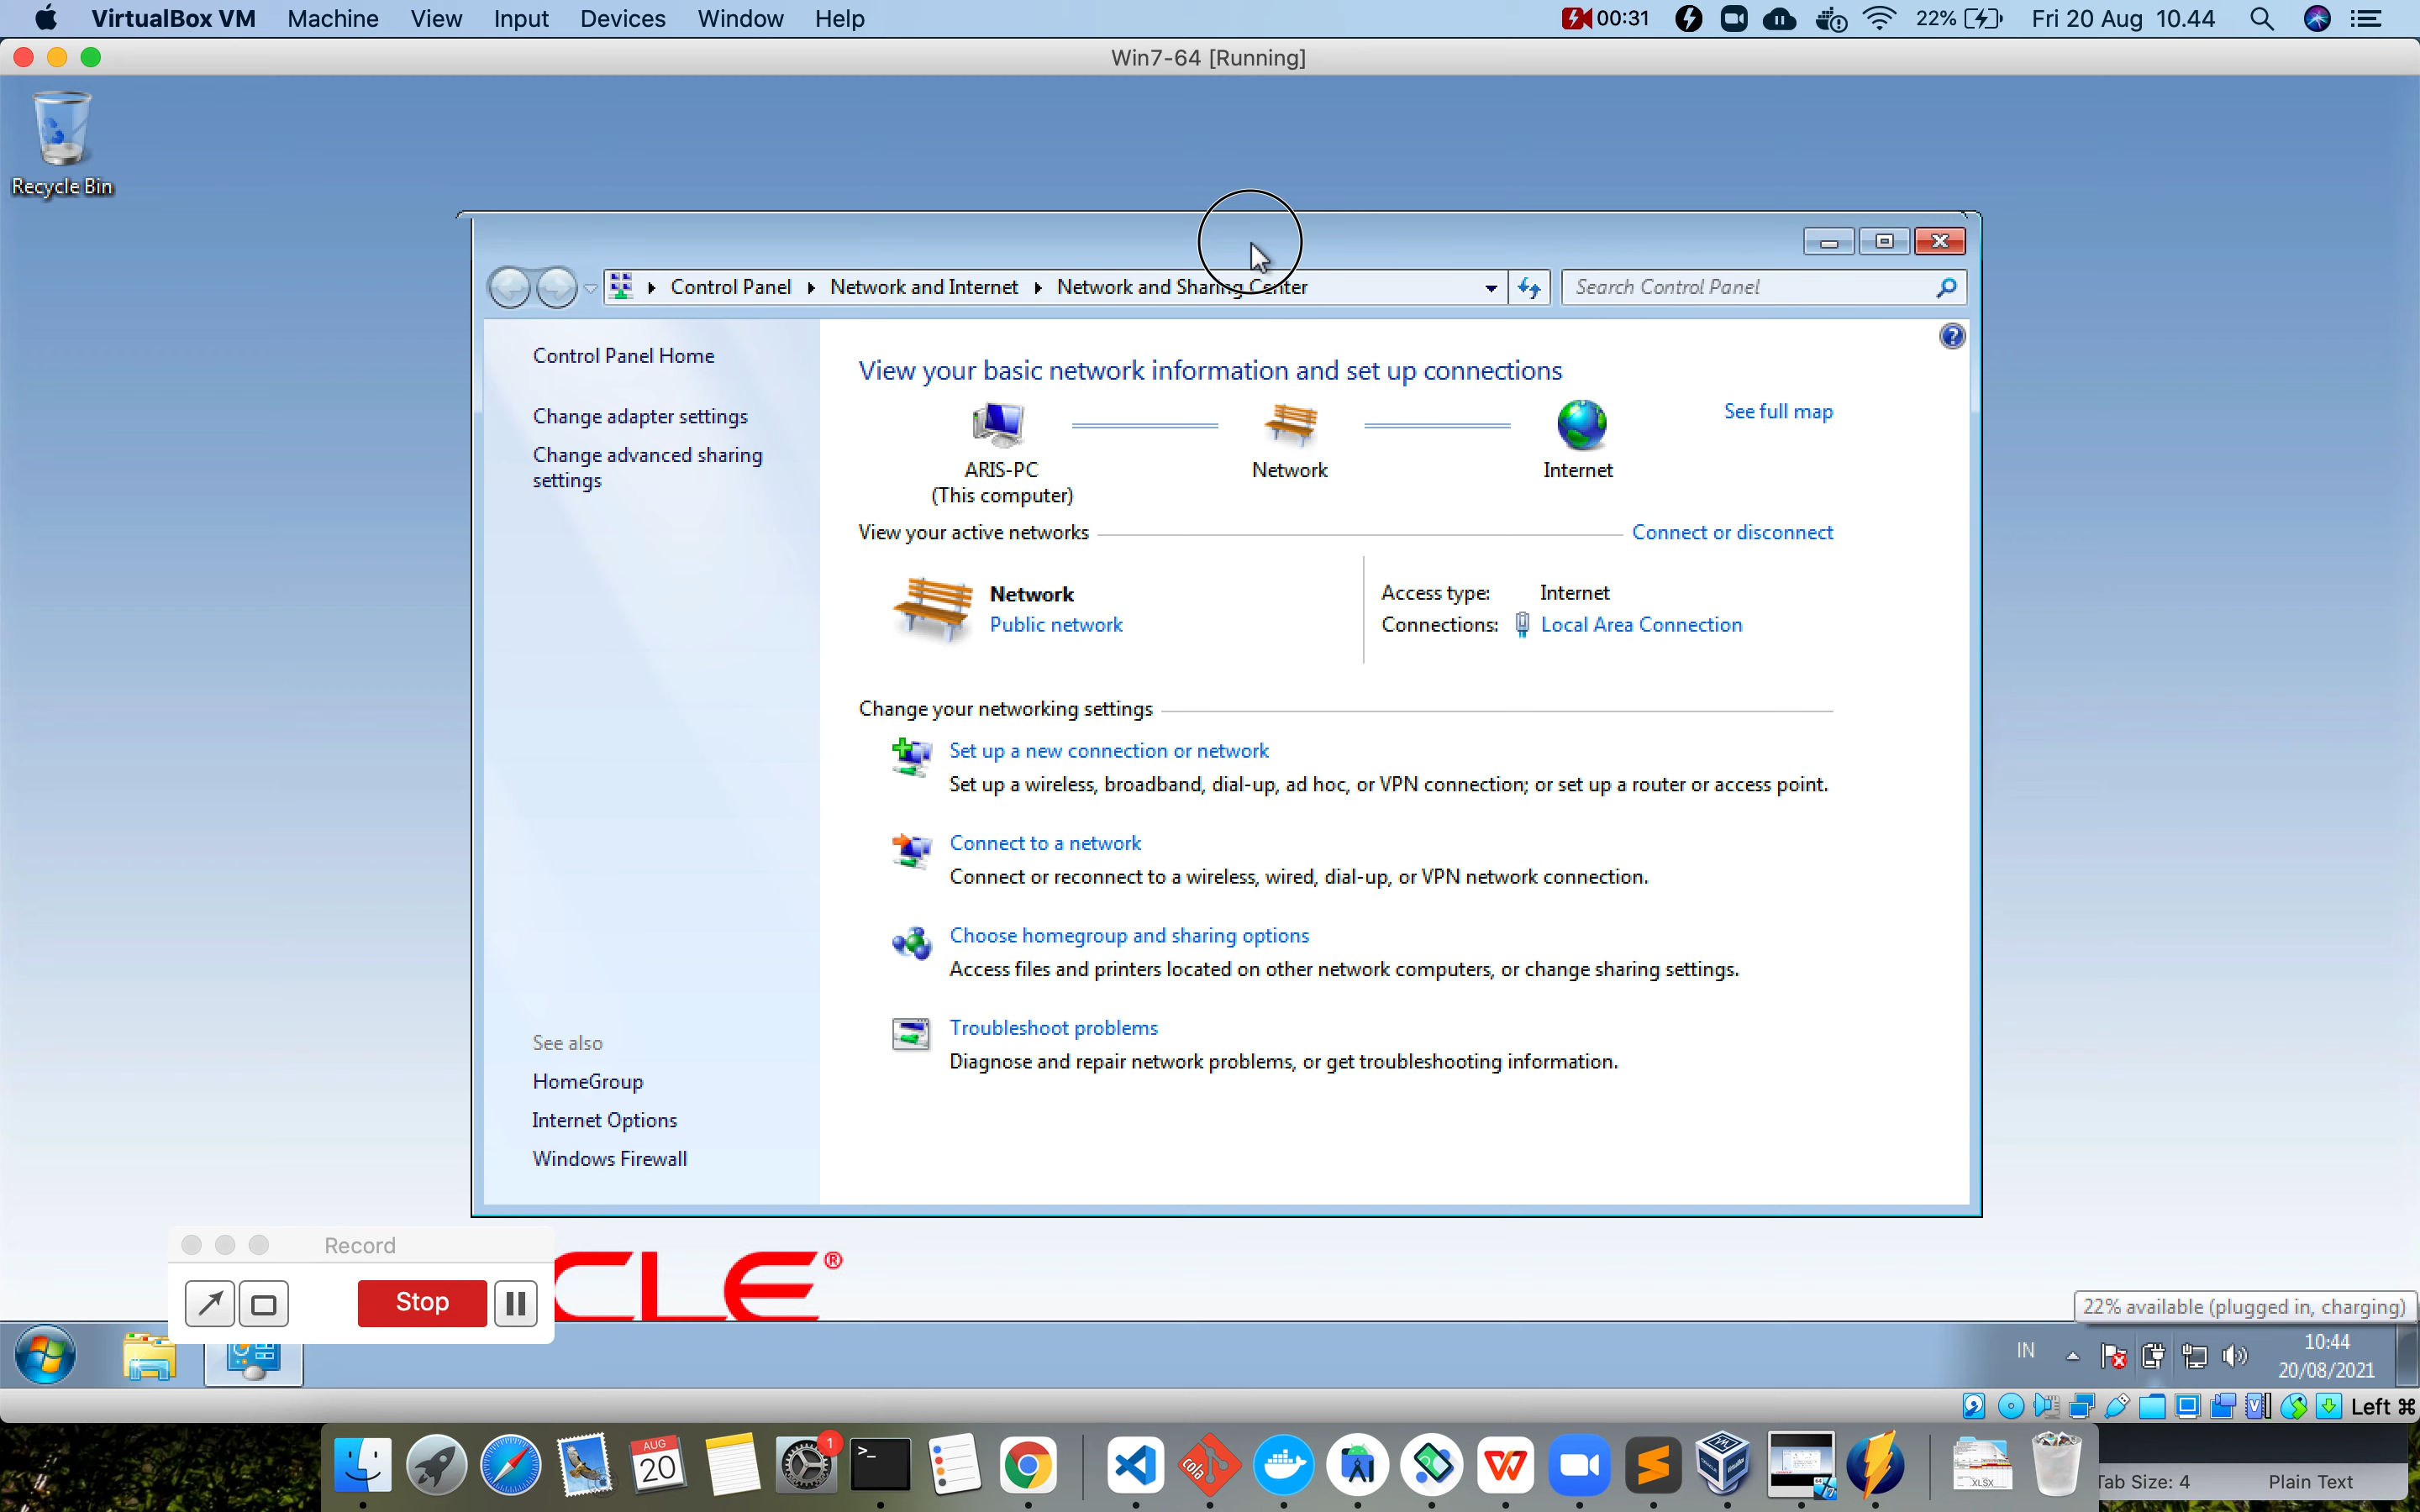 VirtualBox VM Machine View Input Devices Window Help 00:31 22% Fri 20 Aug 10.44
Win7-64 [Running]
Recycle Bin
Control Panel Network and Internet Network and Sharing Center Search Control Panel
Control Panel Home
Change adapter settings
Change advanced sharing
settings
View your basic network information and set up connections
See full map
ARIS-PC
(This computer)
Network
Internet
View your active networks
Connect or disconnect
Network
Public network
Access type: Internet
Connections: Local Area Connection
Change your networking settings
Set up a new connection or network
Set up a wireless, broadband, dial-up, ad hoc, or VPN connection; or set up a router or access point.
Connect to a network
Connect or reconnect to a wireless, wired, dial-up, or VPN network connection.
Choose homegroup and sharing options
Access files and printers located on other network computers, or change sharing settings.
Troubleshoot problems
Diagnose and repair network problems, or get troubleshooting information.
See also
HomeGroup
Internet Options
Windows Firewall
Record
Stop
CLE®
22% available (plugged in, charging)
IN
10:44
20/08/2021
Left ⌘
AUG
20
1
>_
cola
XLSX
Tab Size: 4 Plain Text